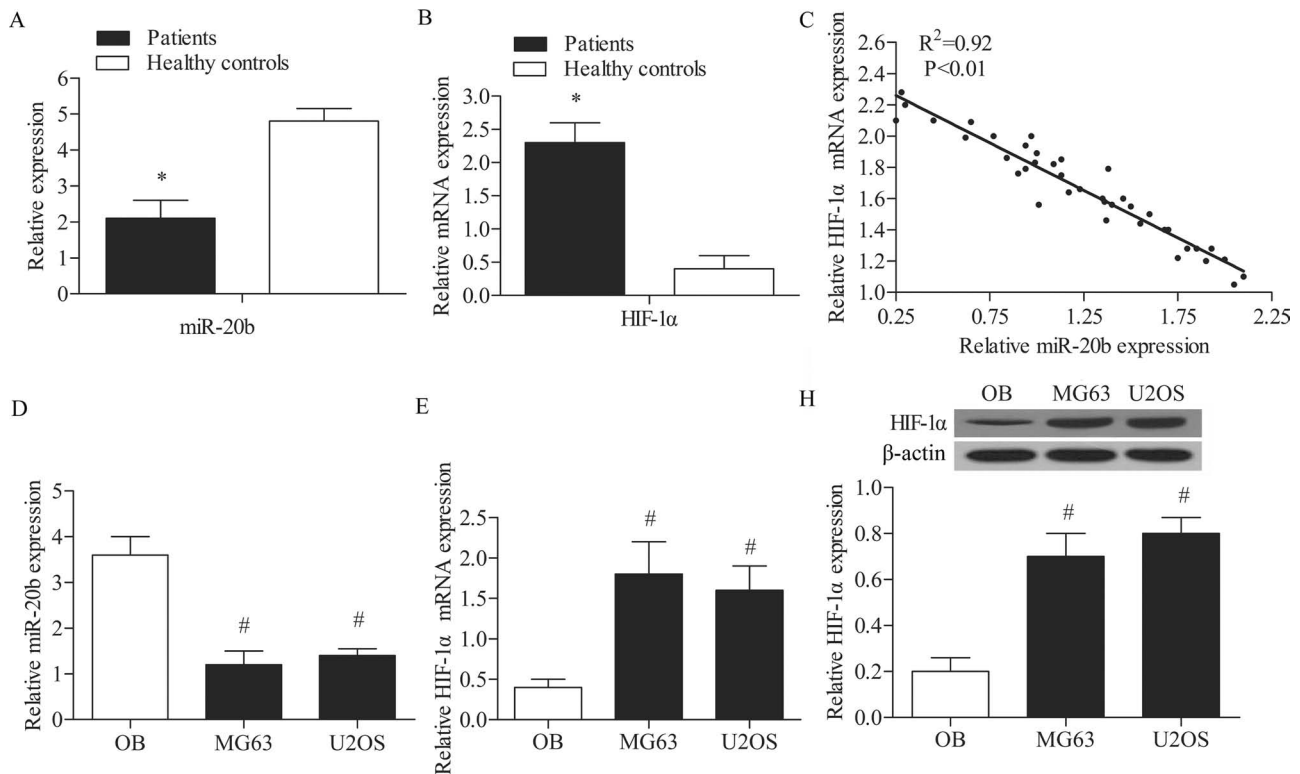 A
Patients
Healthy controls
Relative expression
6
5
4
3
2
1
0
*
miR-20b
B
Patients
Healthy controls
Relative mRNA expression
3.0
2.5
2.0
1.5
1.0
0.5
0.0
*
HIF-1α
C
R²=0.92
P<0.01
Relative HIF-1α mRNA expression
2.6
2.4
2.2
2.0
1.8
1.6
1.4
1.2
1.0
0.25 0.75 1.25 1.75 2.25
Relative miR-20b expression
D
Relative miR-20b expression
5
4
3
2
1
0
# #
OB MG63 U2OS
E
Relative HIF-1α mRNA expression
2.5
2.0
1.5
1.0
0.5
0.0
# #
OB MG63 U2OS
H
OB MG63 U2OS
HIF-1α
β-actin
Relative HIF-1α expression
1.0
0.8
0.6
0.4
0.2
0.0
# #
OB MG63 U2OS